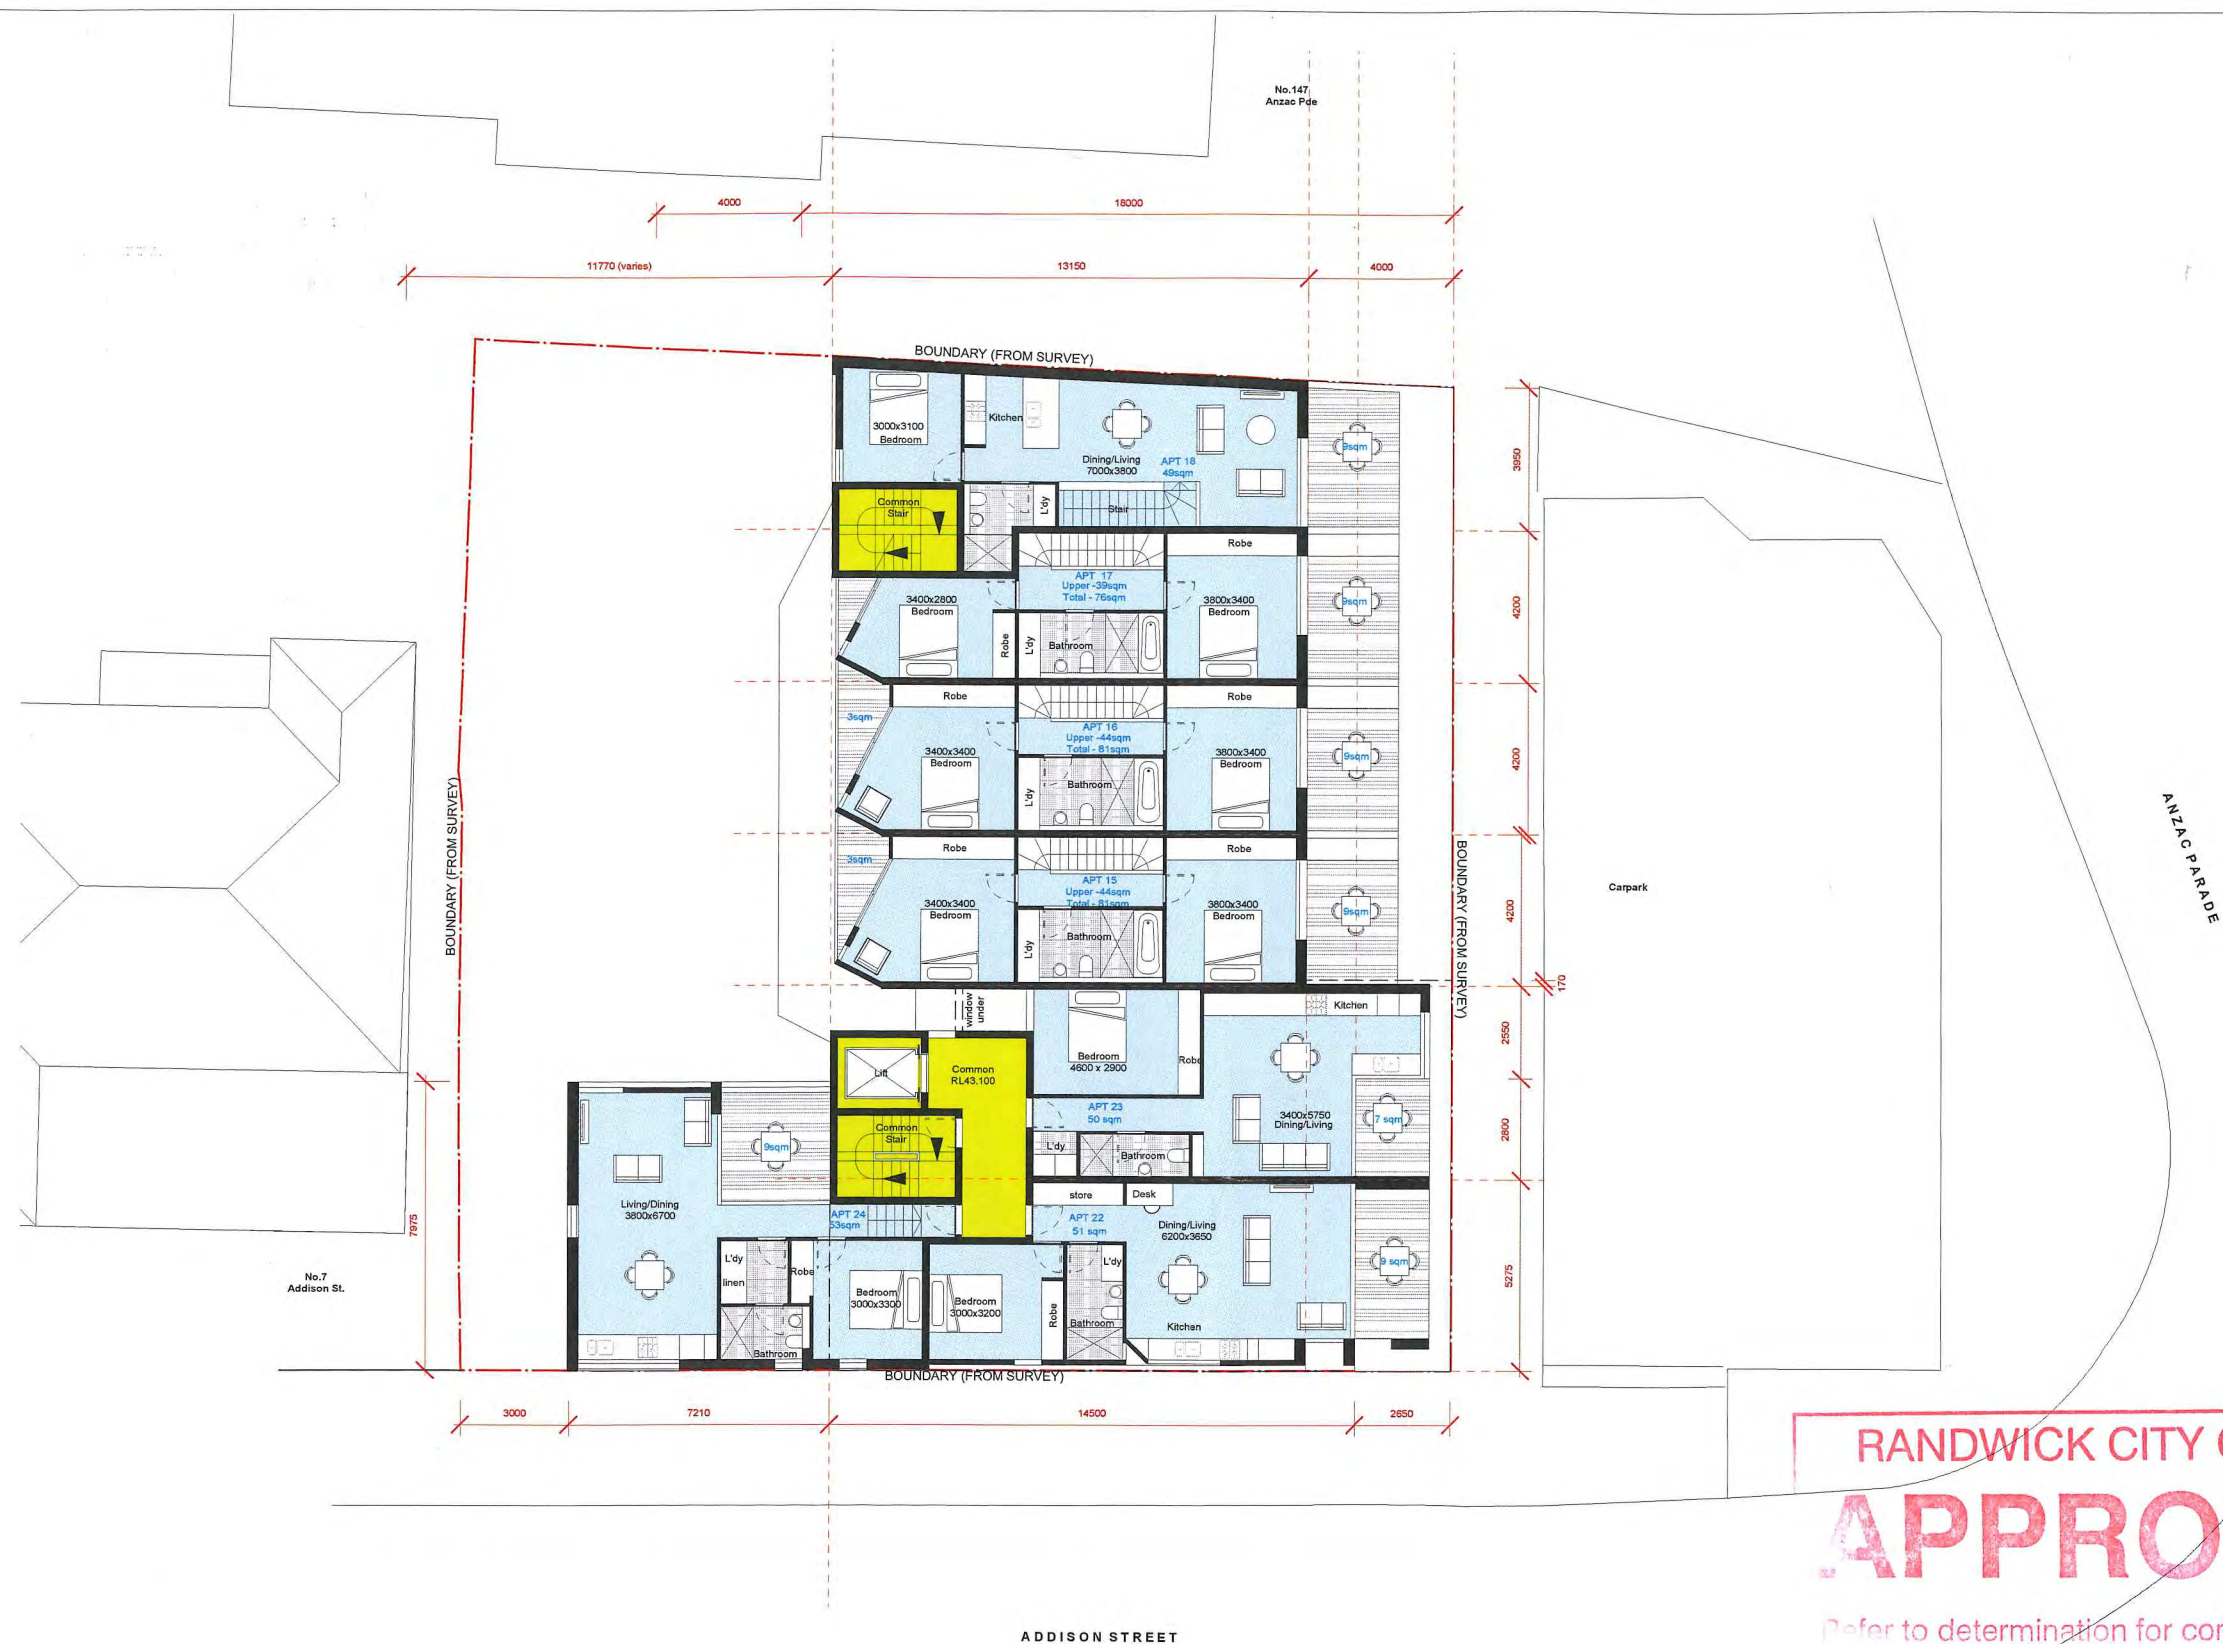 No.147
Anzac Pde
4000
18000
11770 (varies)
13150
4000
BOUNDARY (FROM SURVEY)
3000x3100
Bedroom
Kitchen
Dining/Living
7000x3800
APT 18
49sqm
9sqm
3950
Common
Stair
L'dy
Stair
Robe
APT 17
Upper -39sqm
Total - 76sqm
3400x2800
Bedroom
3800x3400
Bedroom
9sqm
4200
Robe
L'dy
Bathroom
Robe
Robe
3sqm
APT 16
Upper -44sqm
Total - 81sqm
3400x3400
Bedroom
3800x3400
Bedroom
9sqm
4200
L'dy
Bathroom
Robe
Robe
3sqm
APT 15
Upper -44sqm
Total - 81sqm
3400x3400
Bedroom
3800x3400
Bedroom
9sqm
4200
L'dy
Bathroom
BOUNDARY (FROM SURVEY)
BOUNDARY (FROM SURVEY)
Carpark
ANZAC PARADE
170
window
under
Kitchen
2550
Bedroom
4600 x 2900
Robe
Lift
Common
RL43.100
APT 23
50 sqm
3400x5750
Dining/Living
7 sqm
2800
Common
Stair
L'dy
Bathroom
9sqm
Living/Dining
3800x6700
APT 24
53sqm
store
Desk
APT 22
51 sqm
Dining/Living
6200x3650
9 sqm
7975
5275
L'dy
linen
Robe
Bedroom
3000x3300
Bedroom
3000x3200
Robe
L'dy
Bathroom
Kitchen
Bathroom
No.7
Addison St.
BOUNDARY (FROM SURVEY)
3000
7210
14500
2650
RANDWICK CITY
APPRO
Refer to determination for con
ADDISON STREET